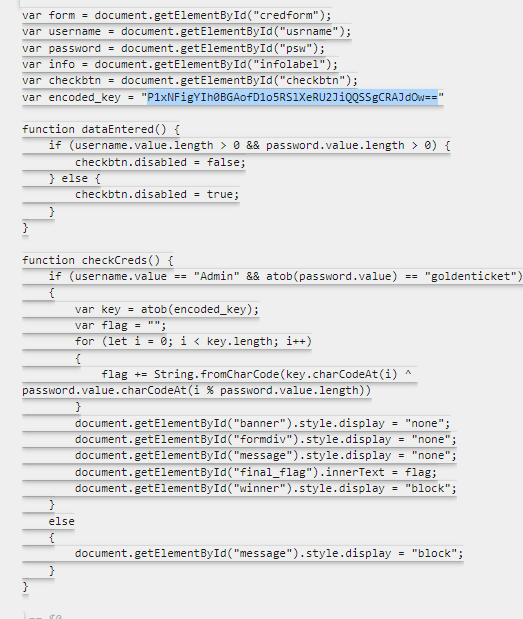 var form = document.getElementById("credform");
var username = document.getElementById("usrname");
var password = document.getElementById("psw");
var info = document.getElementById("infolabel");
var checkbtn = document.getElementById("checkbtn");
var encoded_key = "P1xNFigYIh0BGAofD1o5RSlXeRU2JiQQSSgCRAJdOw=="
function dataEntered() {
if (username.value.length > 0 && password.value.length > 0) {
checkbtn.disabled = false;
} else {
checkbtn.disabled = true;
}
}
function checkCreds() {
if (username.value == "Admin" && atob(password.value) == "goldenticket")
{
var key = atob(encoded_key);
var flag = "";
for (let i = 0; i < key.length; i++)
{
flag += String.fromCharCode(key.charCodeAt(i) ^
password.value.charCodeAt(i % password.value.length))
}
document.getElementById("banner").style.display = "none";
document.getElementById("formdiv").style.display = "none";
document.getElementById("message").style.display = "none";
document.getElementById("final_flag").innerText = flag;
document.getElementById("winner").style.display = "block";
}
else
{
document.getElementById("message").style.display = "block";
}
}